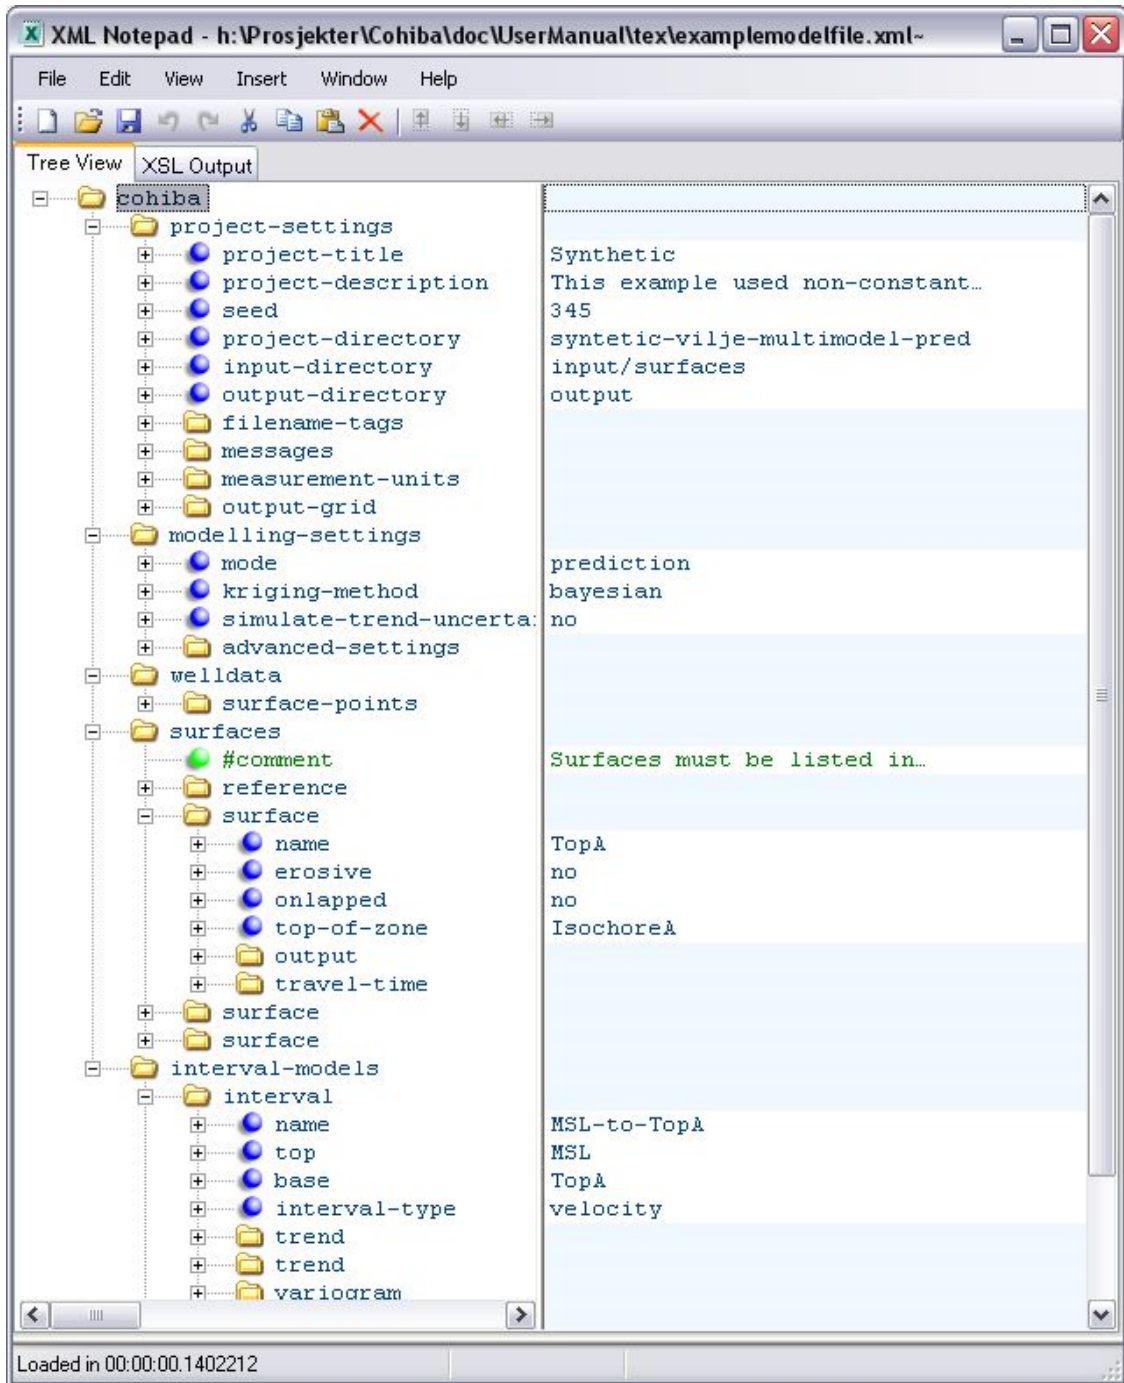 XML Notepad - h:\Prosjekter\Cohiba\doc\UserManual\tex\examplemodelfile.xml~
File Edit View Insert Window Help
Tree View XSL Output
cohiba
project-settings
project-title Synthetic
project-description This example used non-constant…
seed 345
project-directory syntetic-vilje-multimodel-pred
input-directory input/surfaces
output-directory output
filename-tags
messages
measurement-units
output-grid
modelling-settings
mode prediction
kriging-method bayesian
simulate-trend-uncerta no
advanced-settings
welldata
surface-points
surfaces
#comment Surfaces must be listed in…
reference
surface
name TopA
erosive no
onlapped no
top-of-zone IsochoreA
output
travel-time
surface
surface
interval-models
interval
name MSL-to-TopA
top MSL
base TopA
interval-type velocity
trend
trend
variogram
Loaded in 00:00:00.1402212